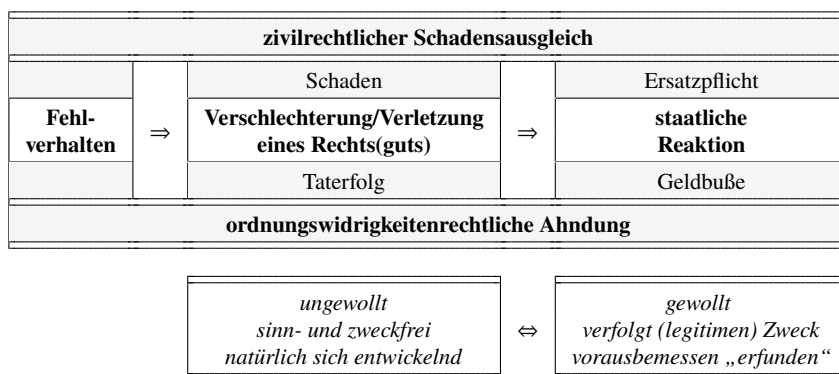 zivilrechtlicher Schadensausgleich
Schaden Ersatzpflicht
Fehl- Verschlechterung/Verletzung staatliche
verhalten ⇒ eines Rechts(guts) ⇒ Reaktion
Taterfolg Geldbuße
ordnungswidrigkeitenrechtliche Ahndung
ungewollt gewollt
sinn- und zweckfrei ⇔ verfolgt (legitimen) Zweck
natürlich sich entwickelnd vorausbemessen „erfunden“